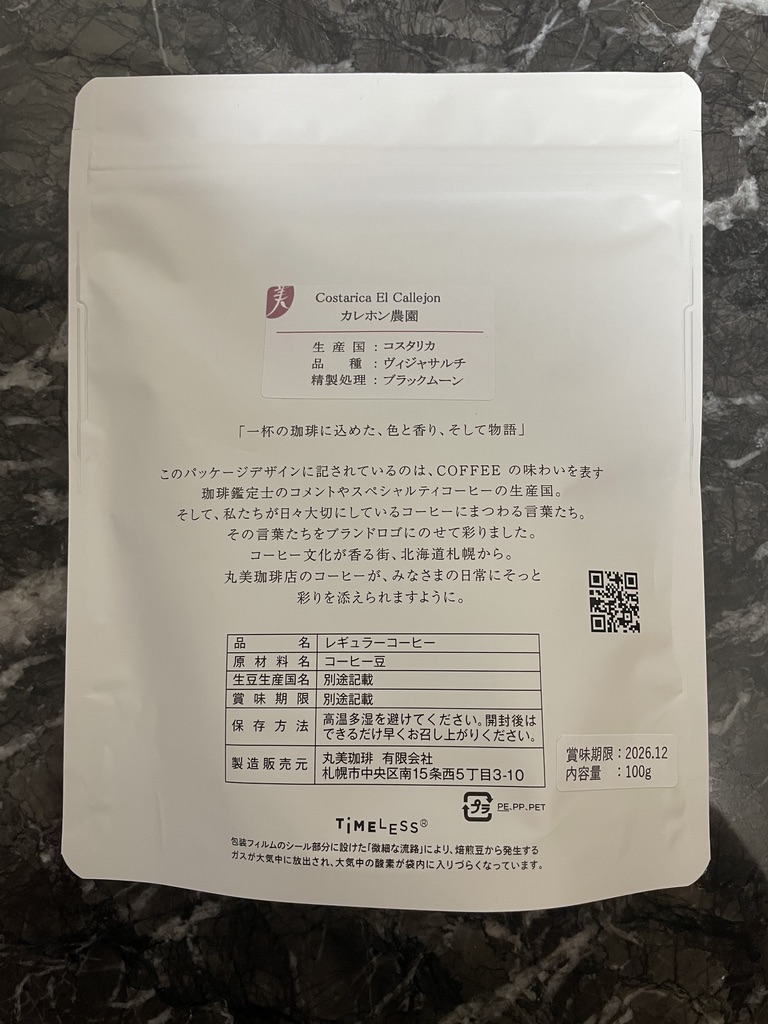 美
Costarica El Callejon
カレホン農園
生産国：コスタリカ
品種：ヴィジャサルチ
精製処理：ブラックムーン
「一杯の珈琲に込めた、色と香り、そして物語」
このパッケージデザインに記されているのは、COFFEE の味わいを表す
珈琲鑑定士のコメントやスペシャルティコーヒーの生産国。
そして、私たちが日々大切にしているコーヒーにまつわる言葉たち。
その言葉たちをブランドロゴにのせて彩りました。
コーヒー文化が香る街、北海道札幌から。
丸美珈琲店のコーヒーが、みなさまの日常にそっと
彩りを添えられますように。
品名 レギュラーコーヒー
原材料名 コーヒー豆
生豆生産国名 別途記載
賞味期限 別途記載
保存方法 高温多湿を避けてください。開封後は
できるだけ早くお召し上がりください。
製造販売元 丸美珈琲 有限会社
札幌市中央区南15条西5丁目3-10
賞味期限：2026.12
内容量：100g
プラ PE.PP.PET
TiMELESS®
包装フィルムのシール部分に設けた「微細な流路」により、焙煎豆から発生する
ガスが大気中に放出され、大気中の酸素が袋内に入りづらくなっています。